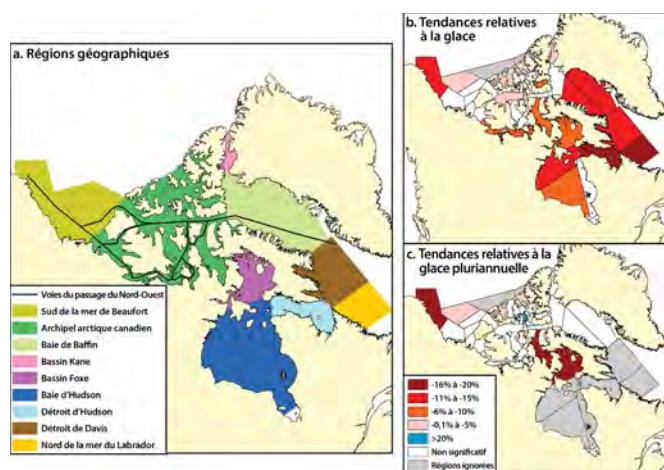 a. Régions géographiques
Voies du passage du Nord-Ouest
Sud de la mer de Beaufort
Archipel arctique canadien
Baie de Baffin
Bassin Kane
Bassin Foxe
Baie d'Hudson
Détroit d'Hudson
Détroit de Davis
Nord de la mer du Labrador
b. Tendances relatives
à la glace
c. Tendances relatives à la
glace pluriannuelle
-16% à -20%
-11% à -15%
-6% à -10%
-0,1% à -5%
>20%
Non significatif
Régions ignorées